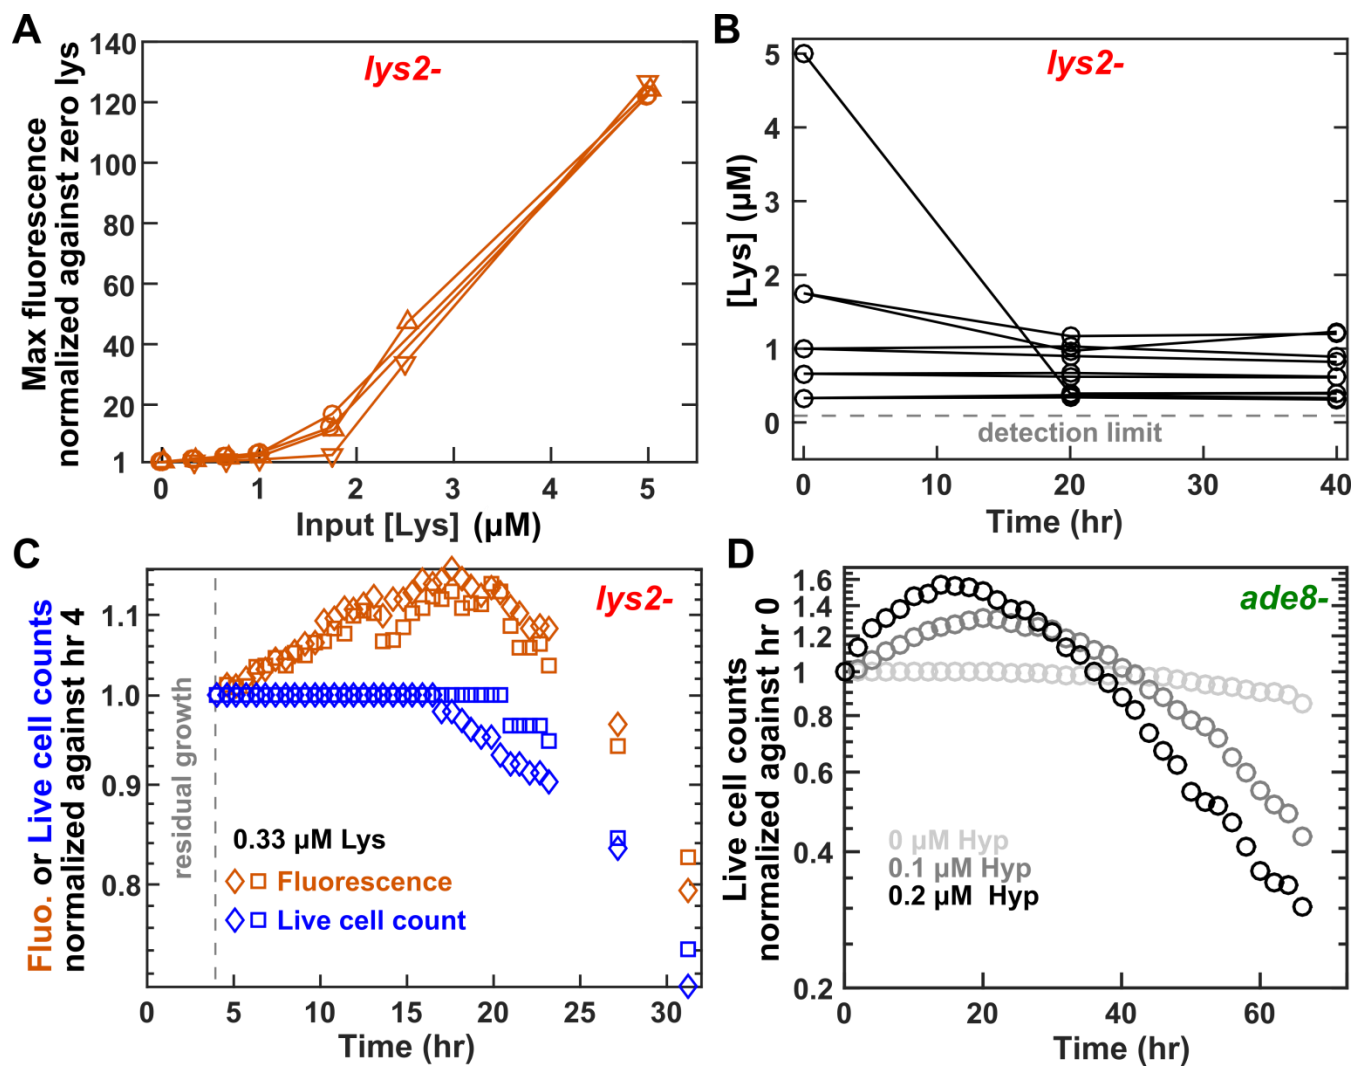 A
lys2-
Max fluorescence
normalized against zero lys
140
120
100
80
60
40
20
1
0
1
2
3
4
5
Input [Lys] (µM)
B
lys2-
[Lys] (µM)
5
4
2
1
0
detection limit
0
10
20
30
40
Time (hr)
C
lys2-
Fluo. or Live cell counts
normalized against hr 4
1.1
1.0
0.9
0.8
residual growth
0.33 µM Lys
Fluorescence
Live cell count
0
5
10
15
20
25
30
Time (hr)
D
ade8-
Live cell counts
normalized against hr 0
1.6
1.4
1.2
1
0.8
0.6
0.4
0.2
0 µM Hyp
0.1 µM Hyp
0.2 µM Hyp
0
20
40
60
Time (hr)